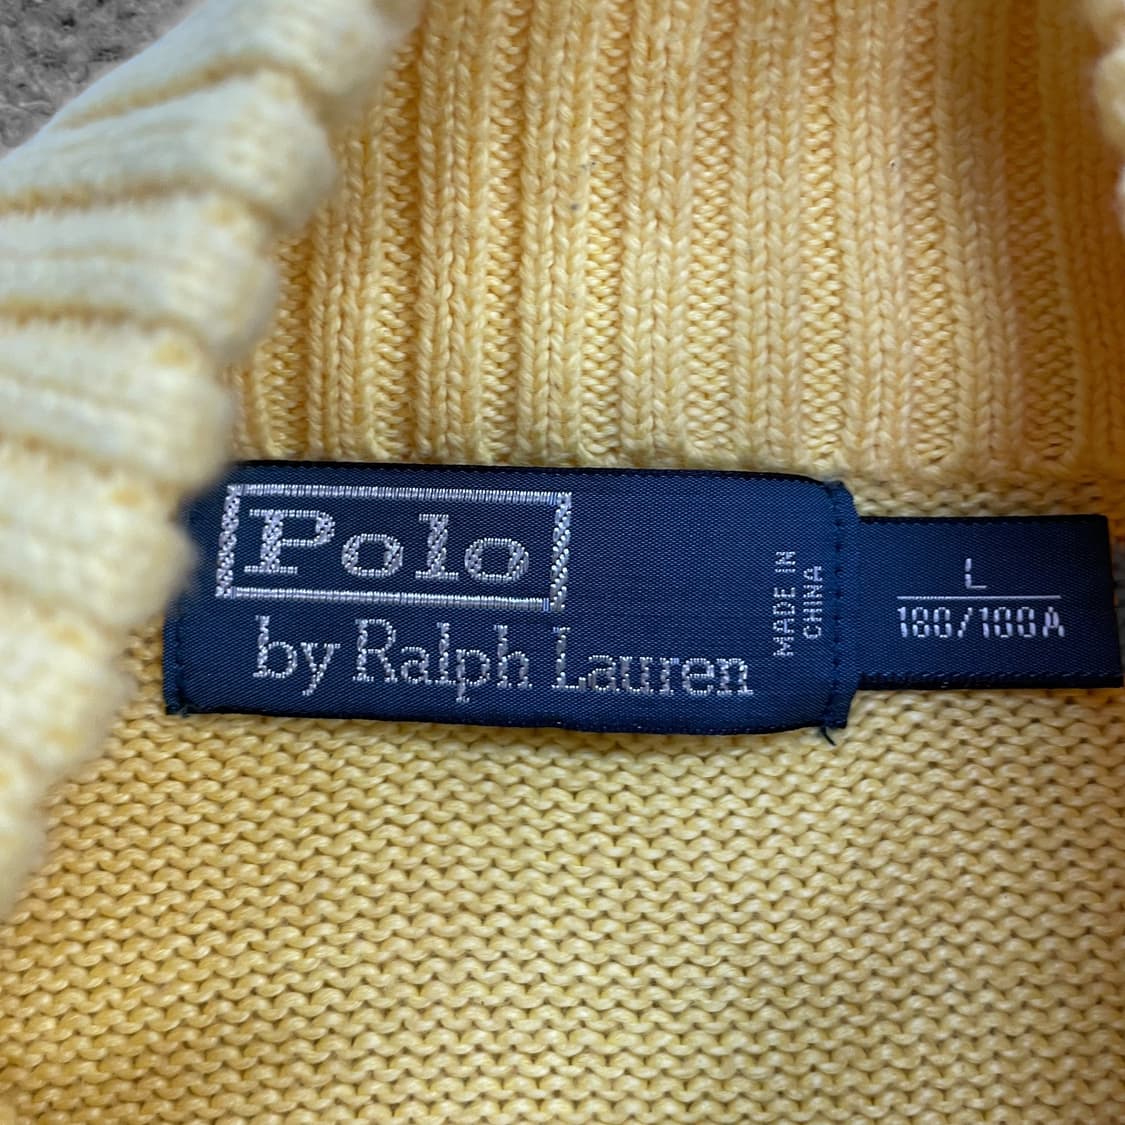 Polo
by Ralph Lauren
MADE IN
CHINA
L
180/100A